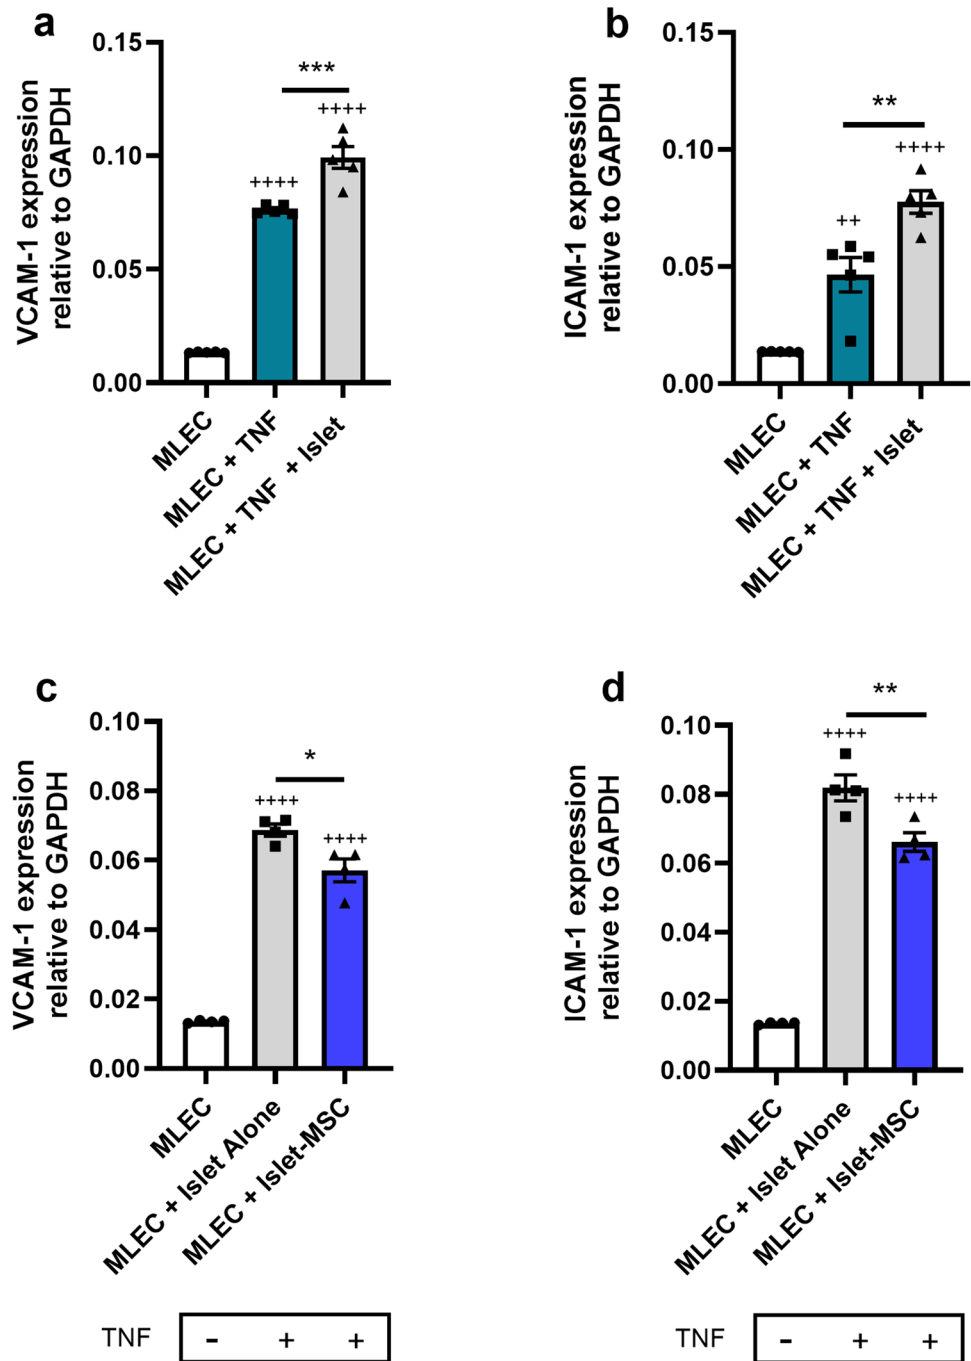 a
VCAM-1 expression
relative to GAPDH
0.15
0.10
0.05
0.00
***
++++
++++
MLEC
MLEC + TNF
MLEC + TNF + Islet
b
ICAM-1 expression
relative to GAPDH
0.15
0.10
0.05
0.00
**
++++
++
MLEC
MLEC + TNF
MLEC + TNF + Islet
c
VCAM-1 expression
relative to GAPDH
0.10
0.08
0.06
0.04
0.02
0.00
*
++++
++++
MLEC
MLEC + Islet Alone
MLEC + Islet-MSC
TNF - + +
d
ICAM-1 expression
relative to GAPDH
0.10
0.08
0.06
0.04
0.02
0.00
**
++++
++++
MLEC
MLEC + Islet Alone
MLEC + Islet-MSC
TNF - + +